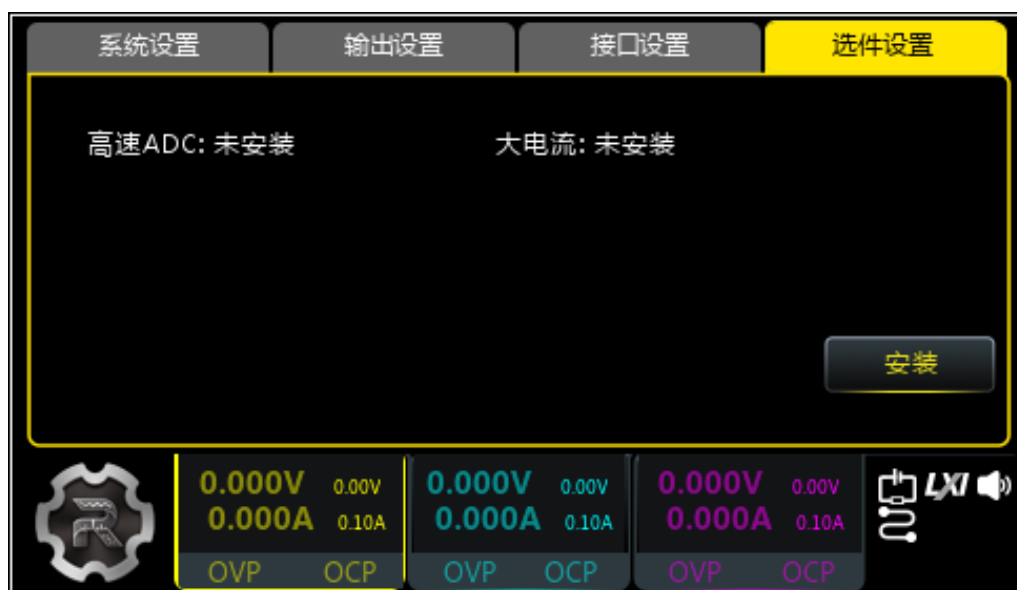 系统设置 输出设置 接口设置 选件设置
高速ADC: 未安装 大电流: 未安装
安装
0.000V 0.00V 0.000V 0.00V 0.000V 0.00V LXI
0.000A 0.10A 0.000A 0.10A 0.000A 0.10A
OVP OCP OVP OCP OVP OCP